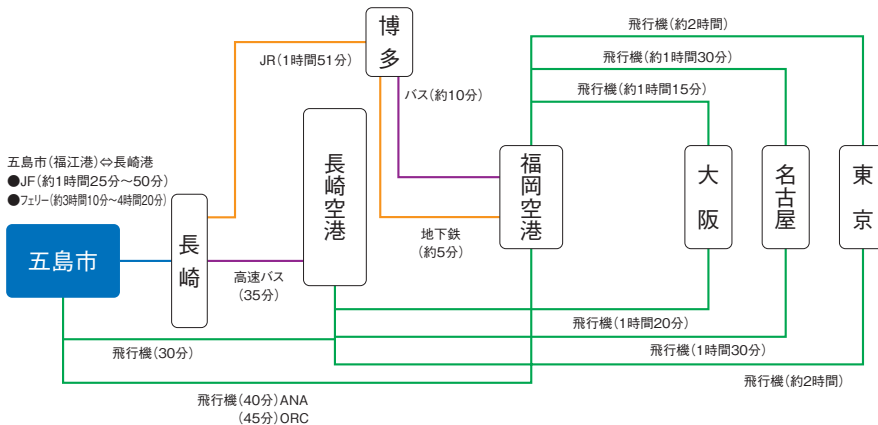 飛行機(約2時間)
博多
JR(1時間51分)
飛行機(約1時間30分)
バス(約10分)
飛行機(約1時間15分)
五島市(福江港)⇔長崎港
●JF(約1時間25分〜50分)
●フェリー(約3時間10分〜4時間20分)
長崎空港
福岡空港
大阪
名古屋
東京
長崎
五島市
地下鉄
(約5分)
高速バス
(35分)
飛行機(1時間20分)
飛行機(30分)
飛行機(1時間30分)
飛行機(約2時間)
飛行機(40分)ANA
(45分)ORC